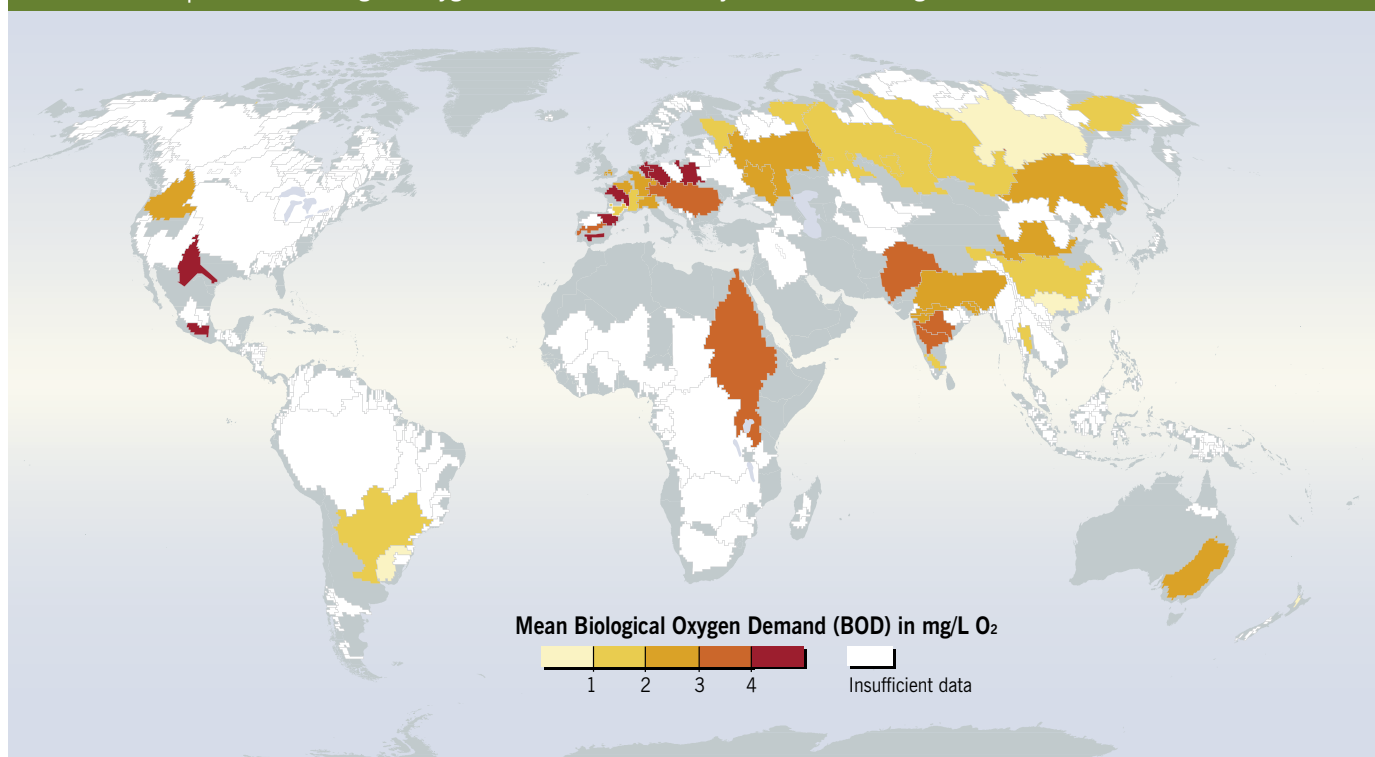 Mean Biological Oxygen Demand (BOD) in mg/L O₂
1 2 3 4
Insufficient data